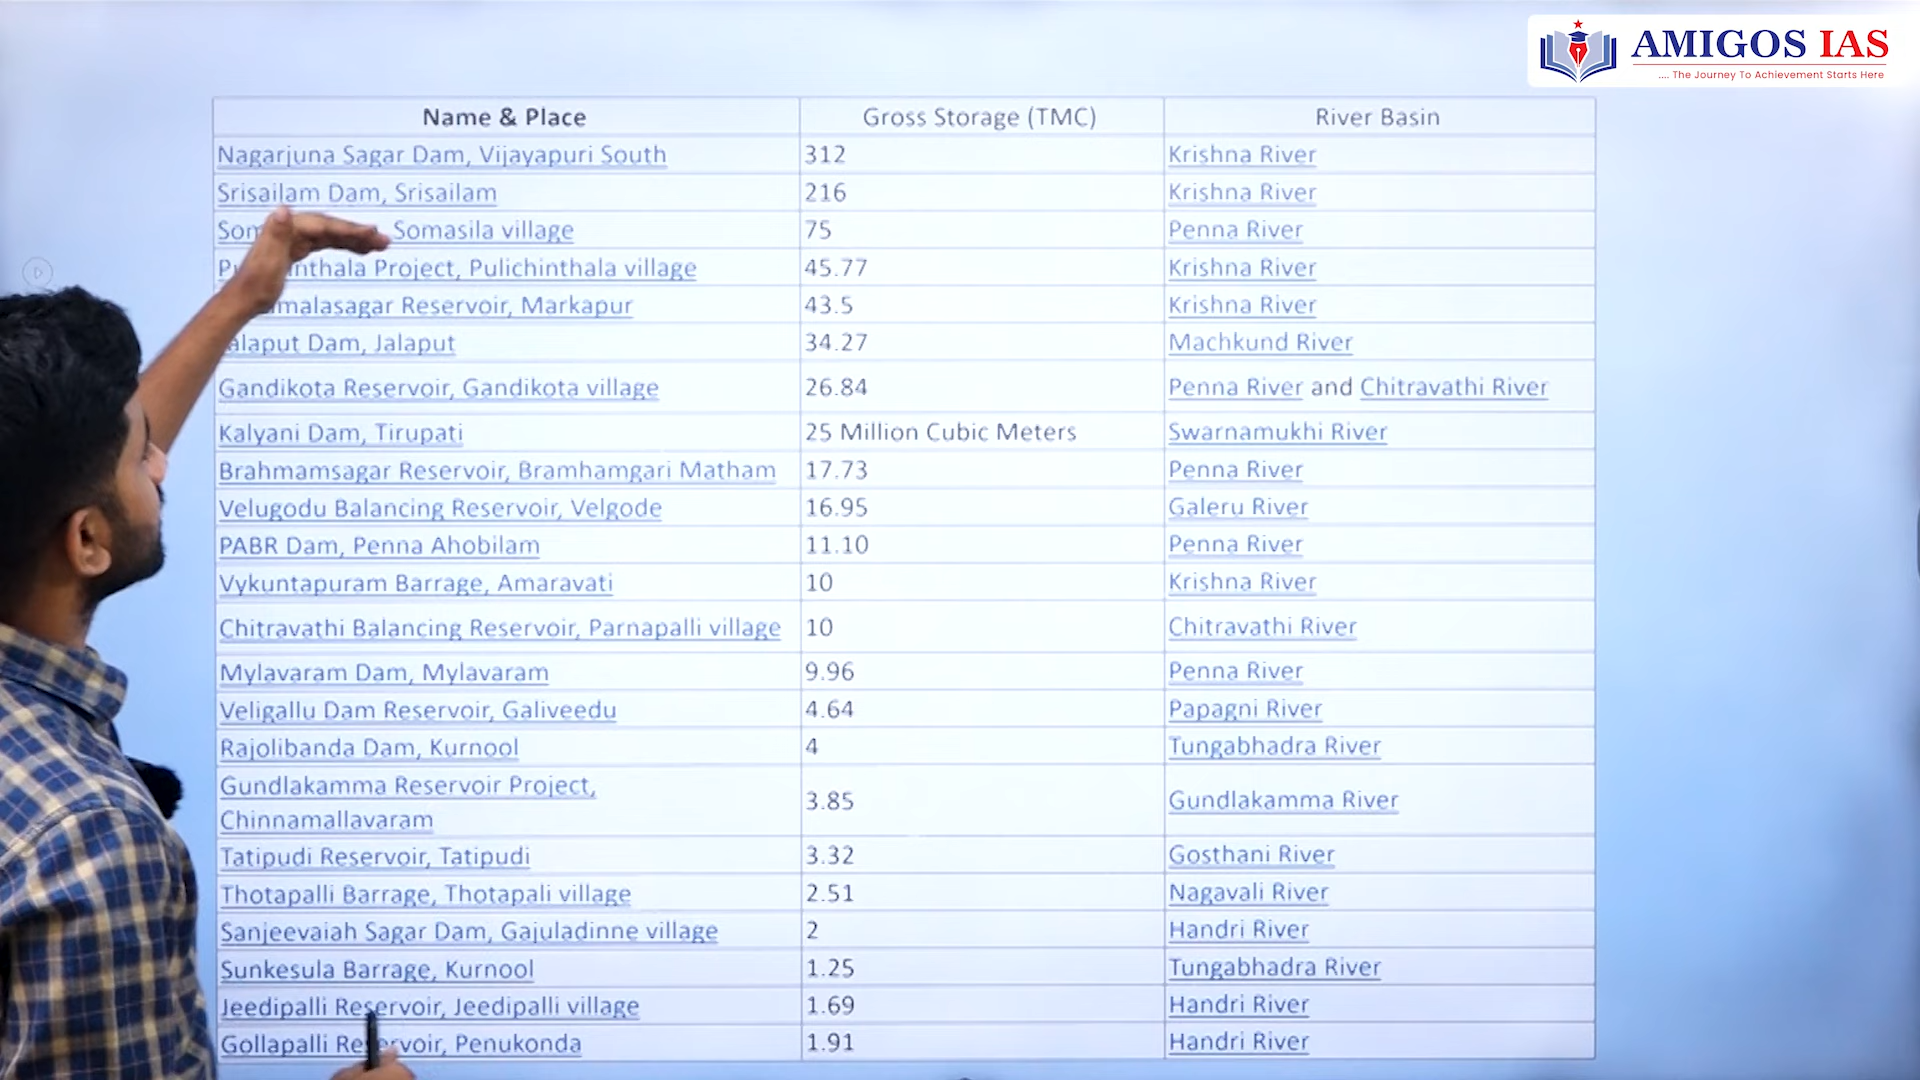 AMIGOS IAS
.... The Journey To Achievement Starts Here
Name & Place Gross Storage (TMC) River Basin
Nagarjuna Sagar Dam, Vijayapuri South 312 Krishna River
Srisailam Dam, Srisailam 216 Krishna River
Somasila village 75 Penna River
Project, Pulichinthala village 45.77 Krishna River
Reservoir, Markapur 43.5 Krishna River
Dam, Jalaput 34.27 Machkund River
Gandikota Reservoir, Gandikota village 26.84 Penna River and Chitravathi River
Kalyani Dam, Tirupati 25 Million Cubic Meters Swarnamukhi River
Brahmamsagar Reservoir, Bramhamgari Matham 17.73 Penna River
Velugodu Balancing Reservoir, Velgode 16.95 Galeru River
PABR Dam, Penna Ahobilam 11.10 Penna River
Vykuntapuram Barrage, Amaravati 10 Krishna River
Chitravathi Balancing Reservoir, Parnapalli village 10 Chitravathi River
Mylavaram Dam, Mylavaram 9.96 Penna River
Veligallu Dam Reservoir, Galiveedu 4.64 Papagni River
Rajolibanda Dam, Kurnool 4 Tungabhadra River
Gundlakamma Reservoir Project,
Chinnamallavaram 3.85 Gundlakamma River
Tatipudi Reservoir, Tatipudi 3.32 Gosthani River
Thotapalli Barrage, Thotapali village 2.51 Nagavali River
Sanjeevaiah Sagar Dam, Gajuladinne village 2 Handri River
Sunkesula Barrage, Kurnool 1.25 Tungabhadra River
Jeedipalli Reservoir, Jeedipalli village 1.69 Handri River
Gollapalli Reservoir, Penukonda 1.91 Handri River